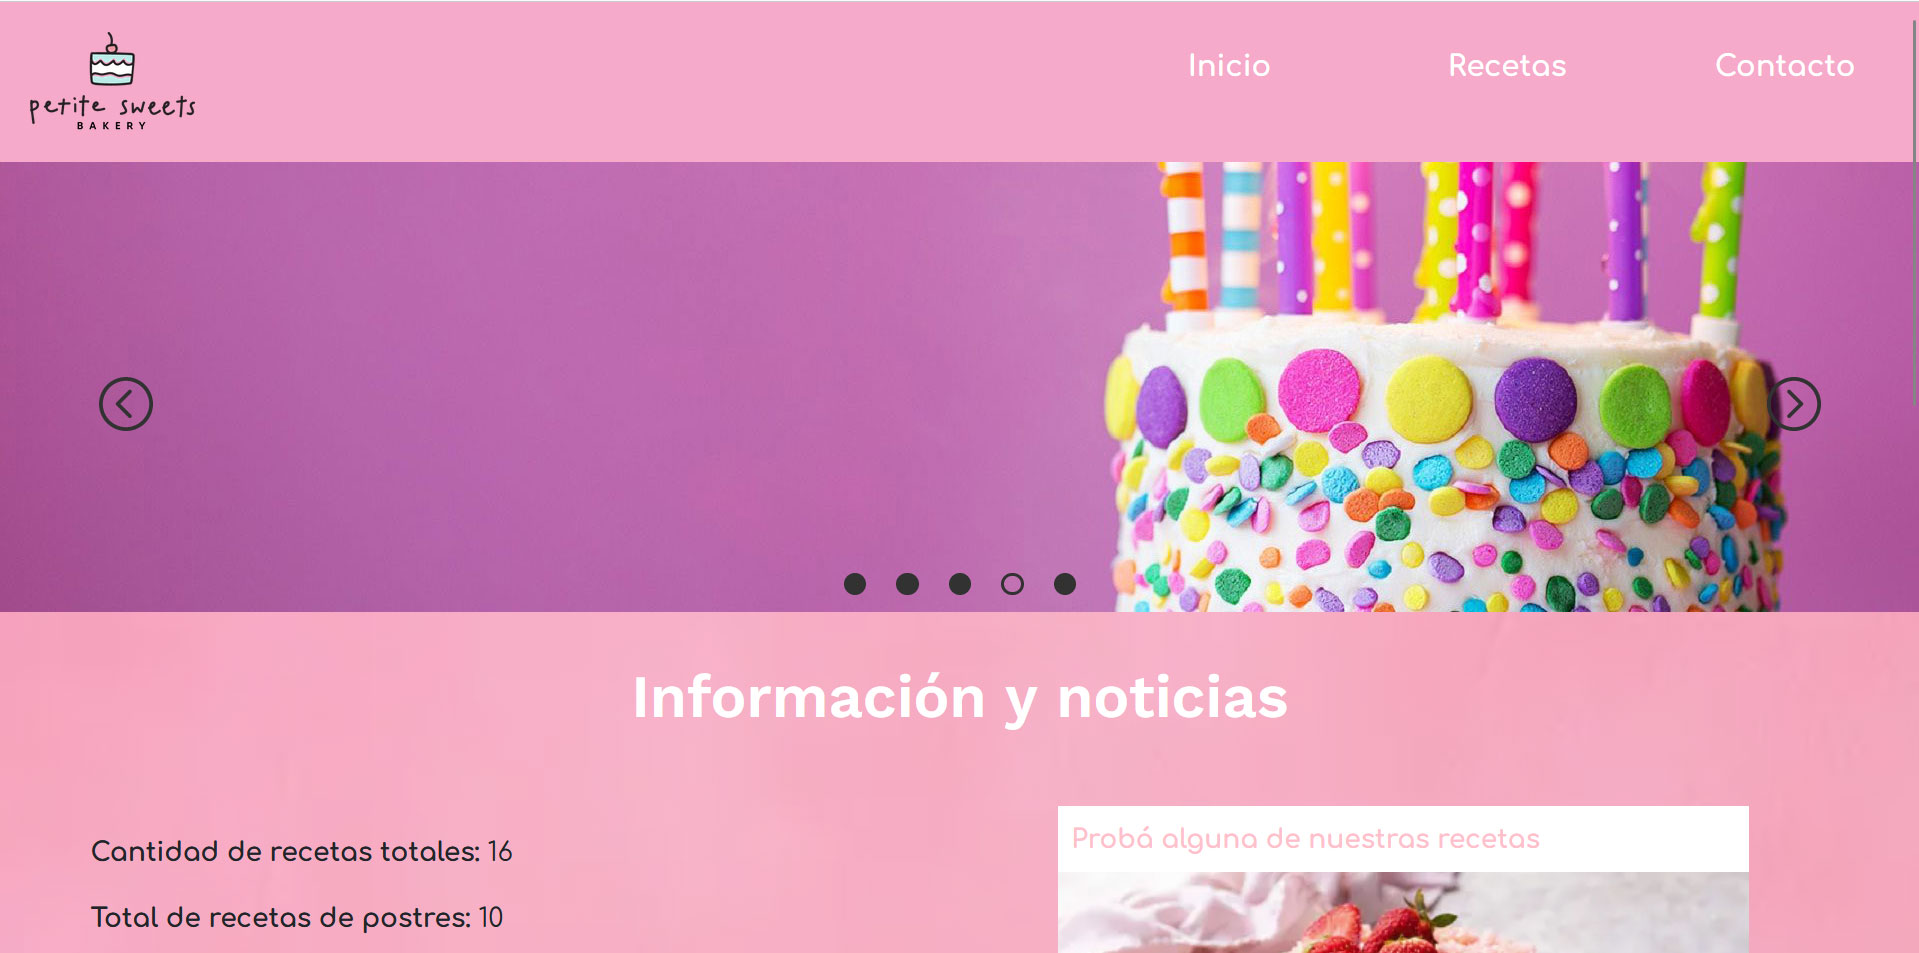 petite sweets
BAKERY
Inicio
Recetas
Contacto
Información y noticias
Cantidad de recetas totales: 16
Total de recetas de postres: 10
Probá alguna de nuestras recetas